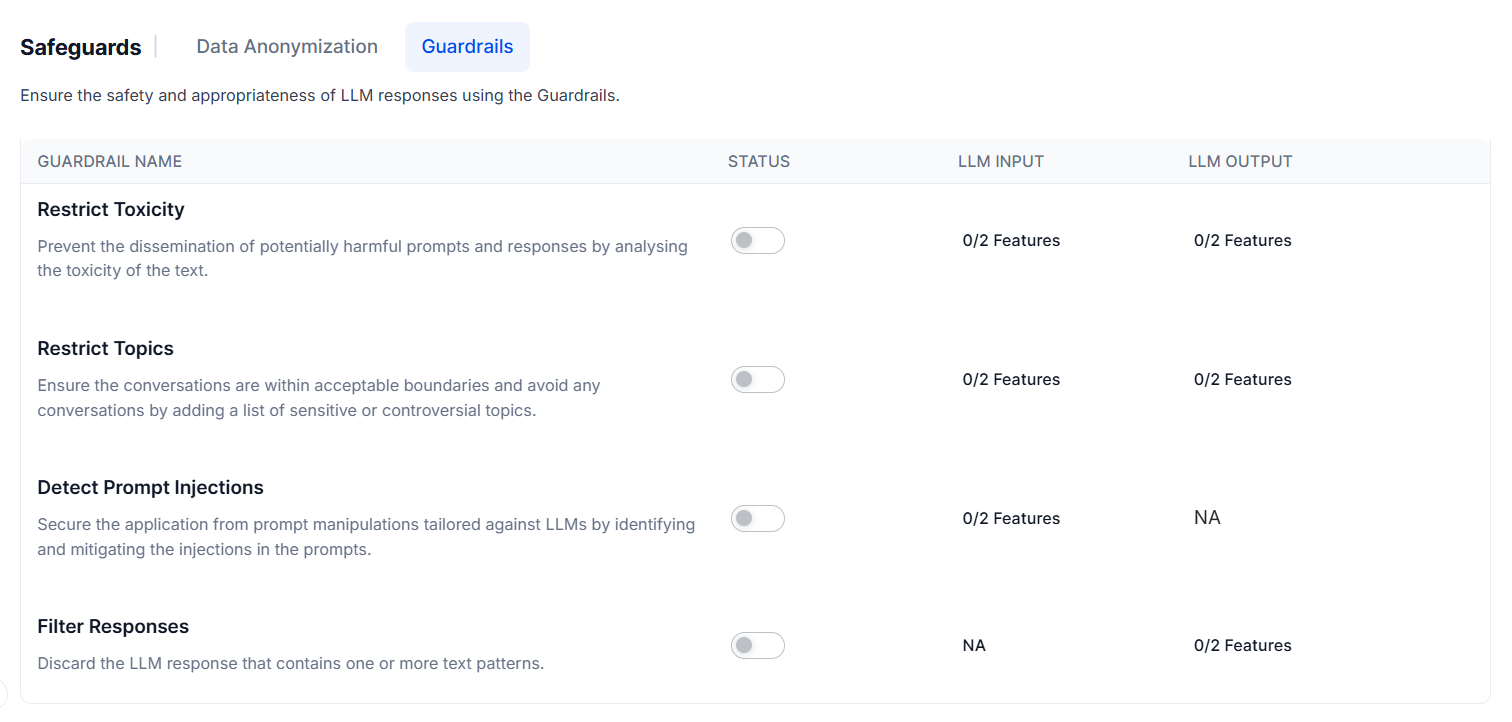 Safeguards
Data Anonymization
Guardrails
Ensure the safety and appropriateness of LLM responses using the Guardrails.
GUARDRAIL NAME
STATUS
LLM INPUT
LLM OUTPUT
Restrict Toxicity
Prevent the dissemination of potentially harmful prompts and responses by analysing
the toxicity of the text.
0/2 Features
0/2 Features
Restrict Topics
Ensure the conversations are within acceptable boundaries and avoid any
conversations by adding a list of sensitive or controversial topics.
0/2 Features
0/2 Features
Detect Prompt Injections
Secure the application from prompt manipulations tailored against LLMs by identifying
and mitigating the injections in the prompts.
0/2 Features
NA
Filter Responses
Discard the LLM response that contains one or more text patterns.
NA
0/2 Features